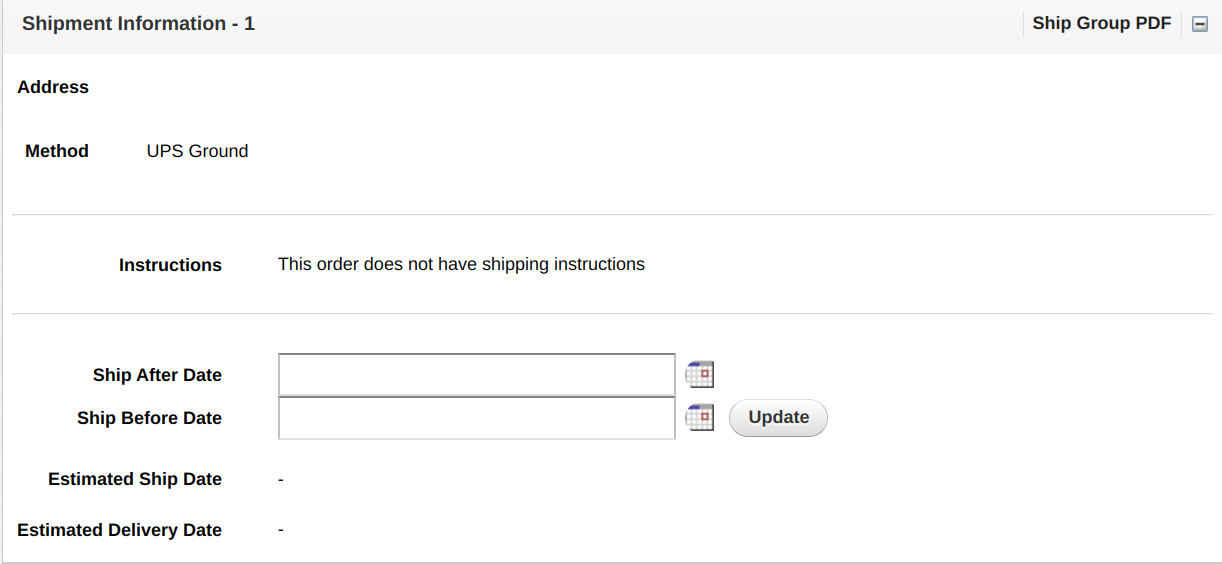 Shipment Information - 1 Ship Group PDF
Address
Method UPS Ground
Instructions This order does not have shipping instructions
Ship After Date
Ship Before Date Update
Estimated Ship Date -
Estimated Delivery Date -